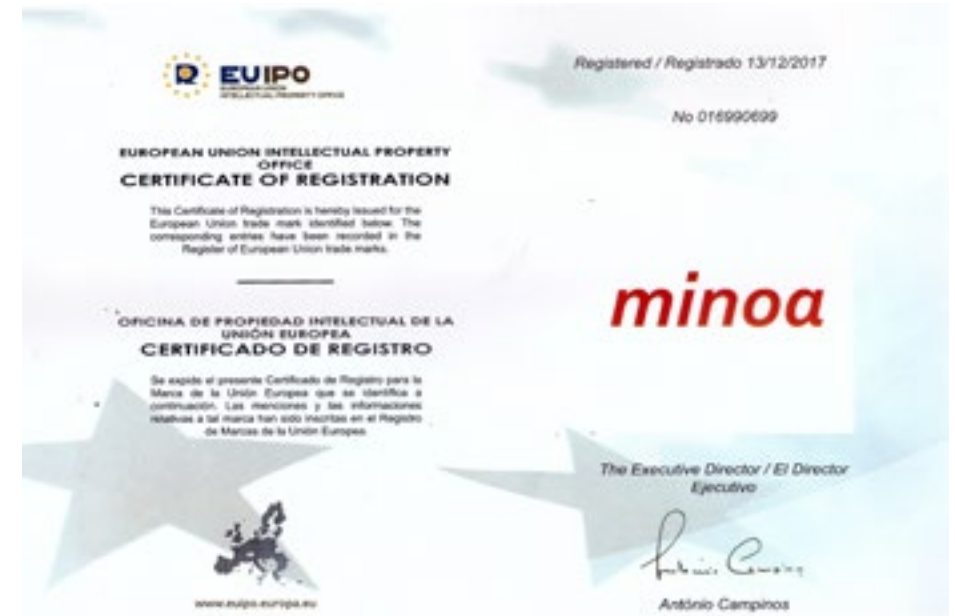 EUIPO
EUROPEAN UNION
INTELLECTUAL PROPERTY OFFICE
EUROPEAN UNION INTELLECTUAL PROPERTY
OFFICE
CERTIFICATE OF REGISTRATION
This Certificate of Registration is hereby issued for the
European Union trade mark identified below. The
corresponding entries have been recorded in the
Register of European Union trade marks.
OFICINA DE PROPIEDAD INTELECTUAL DE LA
UNIÓN EUROPEA
CERTIFICADO DE REGISTRO
Se expide el presente Certificado de Registro para la
Marca de la Unión Europea que se identifica a
continuación. Las menciones y las informaciones
relativas a tal marca han sido inscritas en el Registro
de Marcas de la Unión Europea.
www.euipo.europa.eu
Registered / Registrado 13/12/2017
No 016990699
minoa
The Executive Director / El Director
Ejecutivo
António Campinos